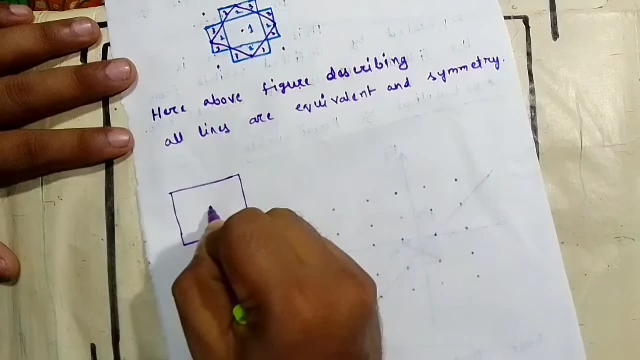 Here above figure describing
all lines are equivalent and symmetry.